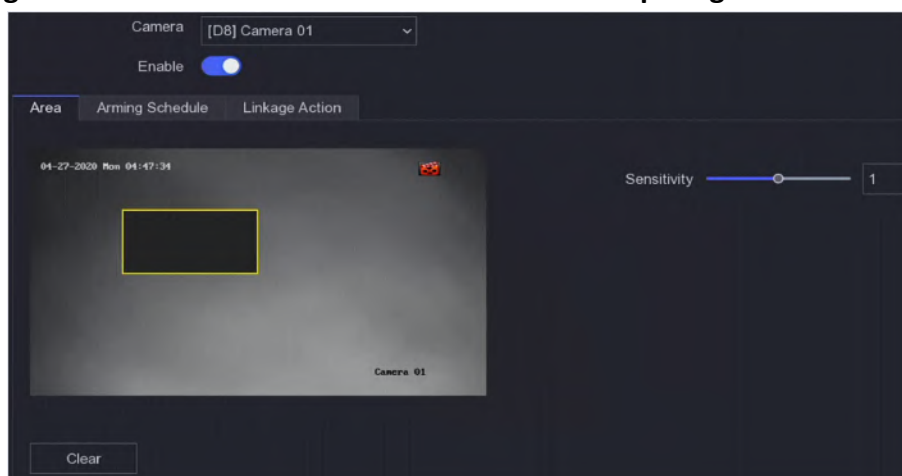 Camera [D8] Camera 01
Enable
Area Arming Schedule Linkage Action
04-27-2020 Mon 04:47:34
Sensitivity 1
Camera 01
Clear